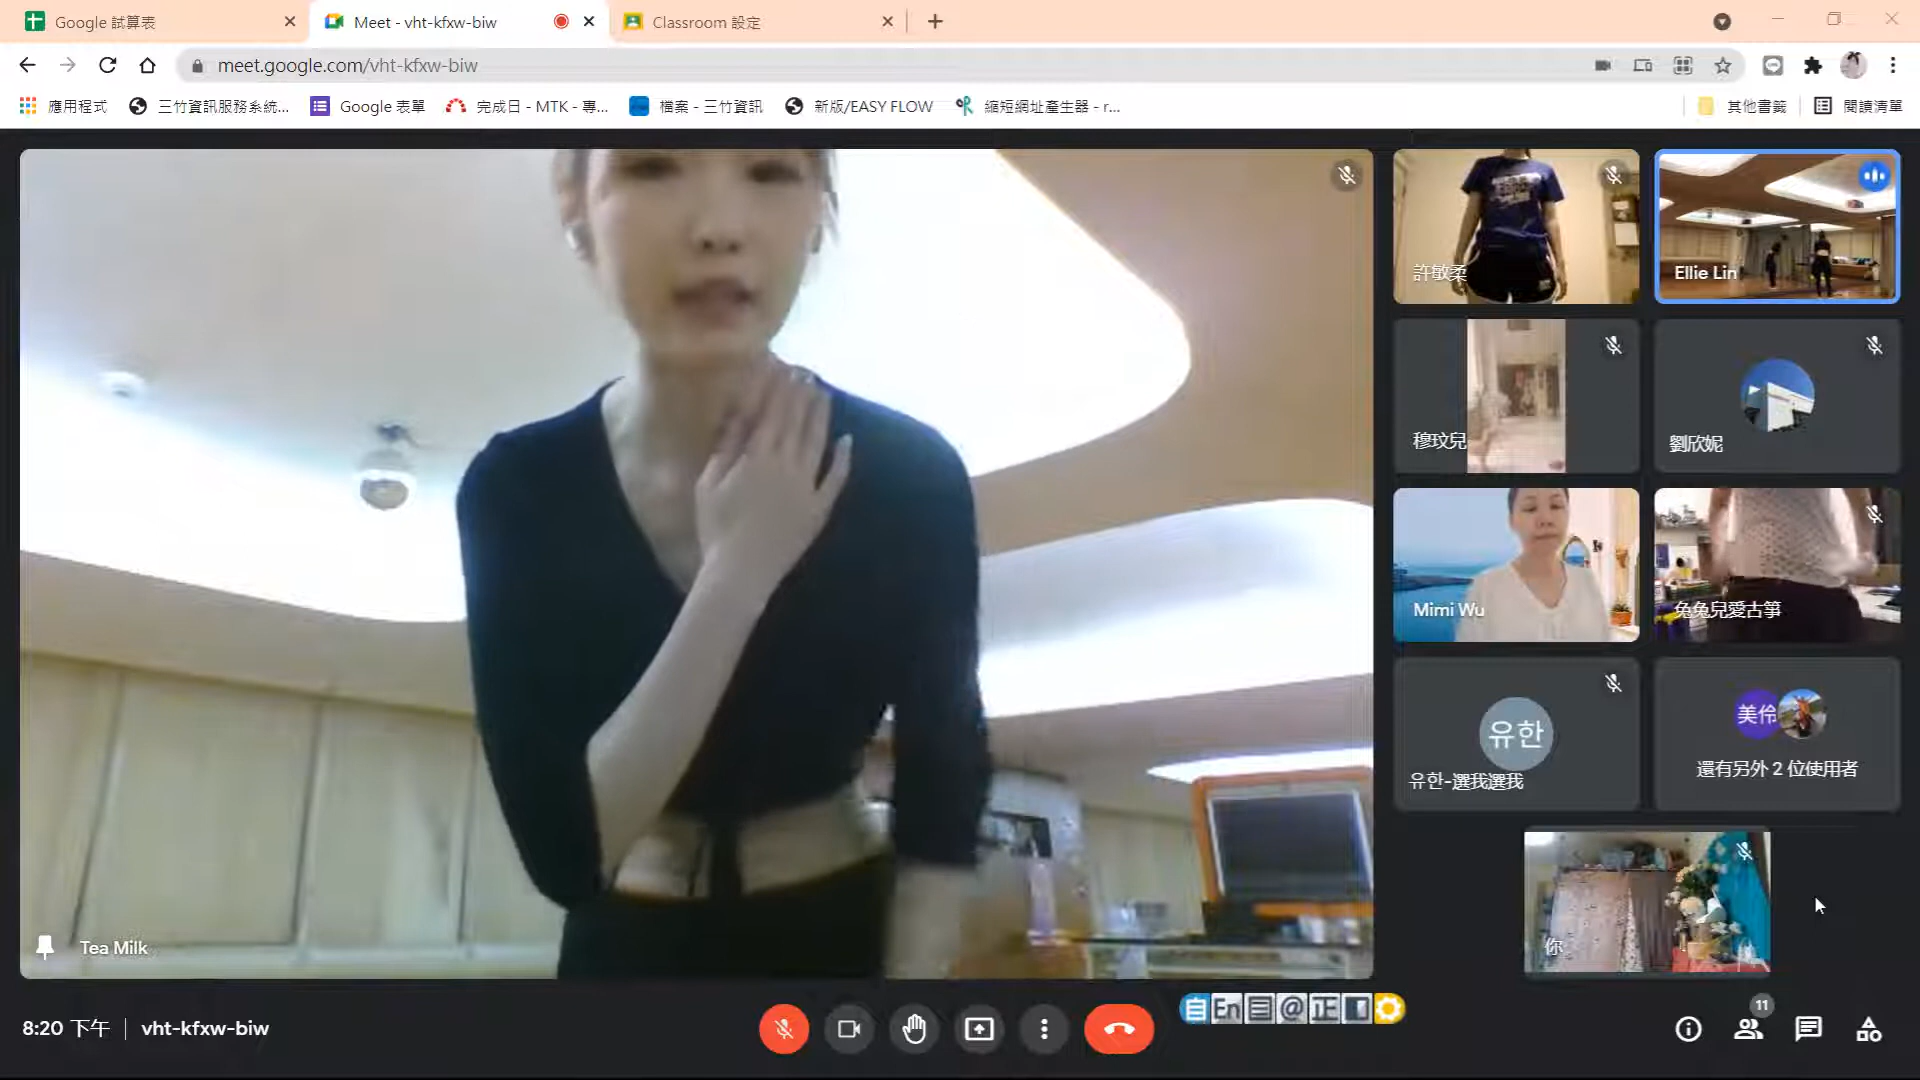 Google 試算表
Meet - vht-kfxw-biw
Classroom 設定
meet.google.com/vht-kfxw-biw
應用程式
三竹資訊服務系統...
Google 表單
完成日 - MTK - 專...
檔案 - 三竹資訊
新版/EASY FLOW
縮短網址產生器 - r...
其他書籤
閱讀清單
許敏柔
Ellie Lin
穆玟兒
劉欣妮
Mimi Wu
兔兔兒愛古箏
유한
유한-選我選我
美伶
還有另外 2 位使用者
你
Tea Milk
8:20 下午
vht-kfxw-biw
En
@
正
11